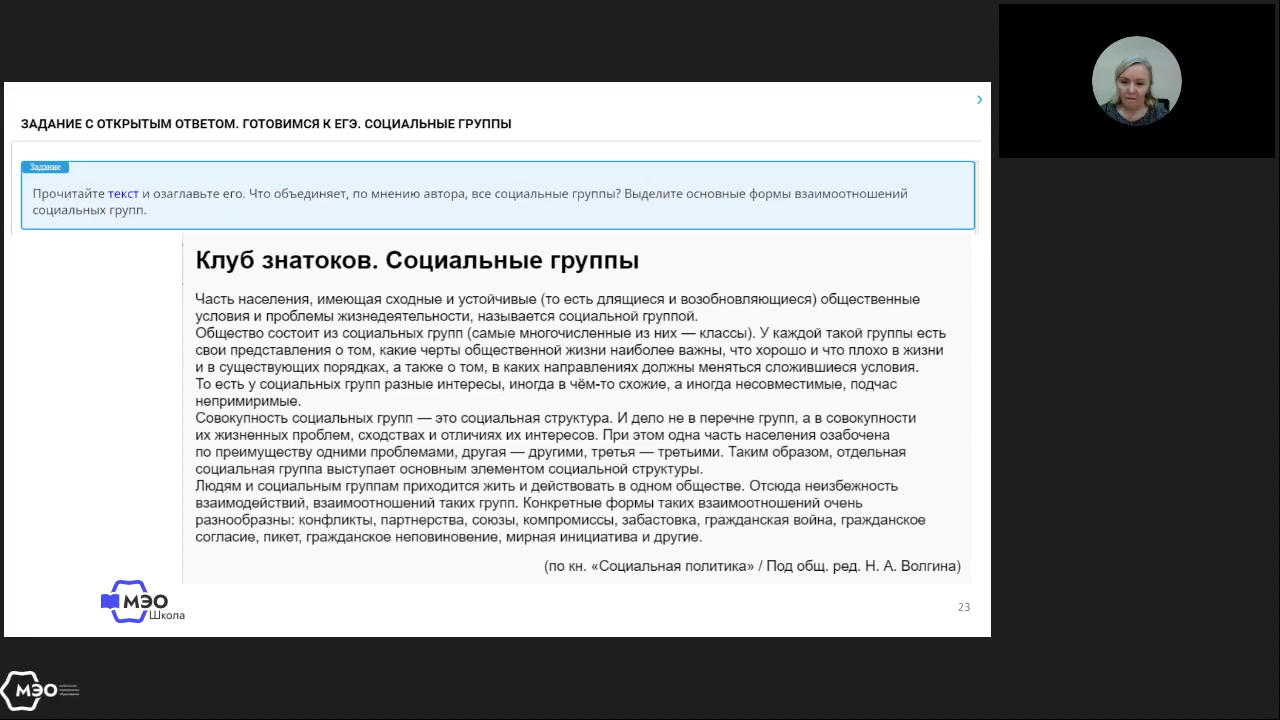 ЗАДАНИЕ С ОТКРЫТЫМ ОТВЕТОМ. ГОТОВИМСЯ К ЕГЭ. СОЦИАЛЬНЫЕ ГРУППЫ
Задание
Прочитайте текст и озаглавьте его. Что объединяет, по мнению автора, все социальные группы? Выделите основные формы взаимоотношений
социальных групп.
Клуб знатоков. Социальные группы
Часть населения, имеющая сходные и устойчивые (то есть длящиеся и возобновляющиеся) общественные
условия и проблемы жизнедеятельности, называется социальной группой.
Общество состоит из социальных групп (самые многочисленные из них — классы). У каждой такой группы есть
свои представления о том, какие черты общественной жизни наиболее важны, что хорошо и что плохо в жизни
и в существующих порядках, а также о том, в каких направлениях должны меняться сложившиеся условия.
То есть у социальных групп разные интересы, иногда в чём-то схожие, а иногда несовместимые, подчас
непримиримые.
Совокупность социальных групп — это социальная структура. И дело не в перечне групп, а в совокупности
их жизненных проблем, сходствах и отличиях их интересов. При этом одна часть населения озабочена
по преимуществу одними проблемами, другая — другими, третья — третьими. Таким образом, отдельная
социальная группа выступает основным элементом социальной структуры.
Людям и социальным группам приходится жить и действовать в одном обществе. Отсюда неизбежность
взаимодействий, взаимоотношений таких групп. Конкретные формы таких взаимоотношений очень
разнообразны: конфликты, партнерства, союзы, компромиссы, забастовка, гражданская война, гражданское
согласие, пикет, гражданское неповиновение, мирная инициатива и другие.
(по кн. «Социальная политика» / Под общ. ред. Н. А. Волгина)
МЭО
Школа
23
МЭО